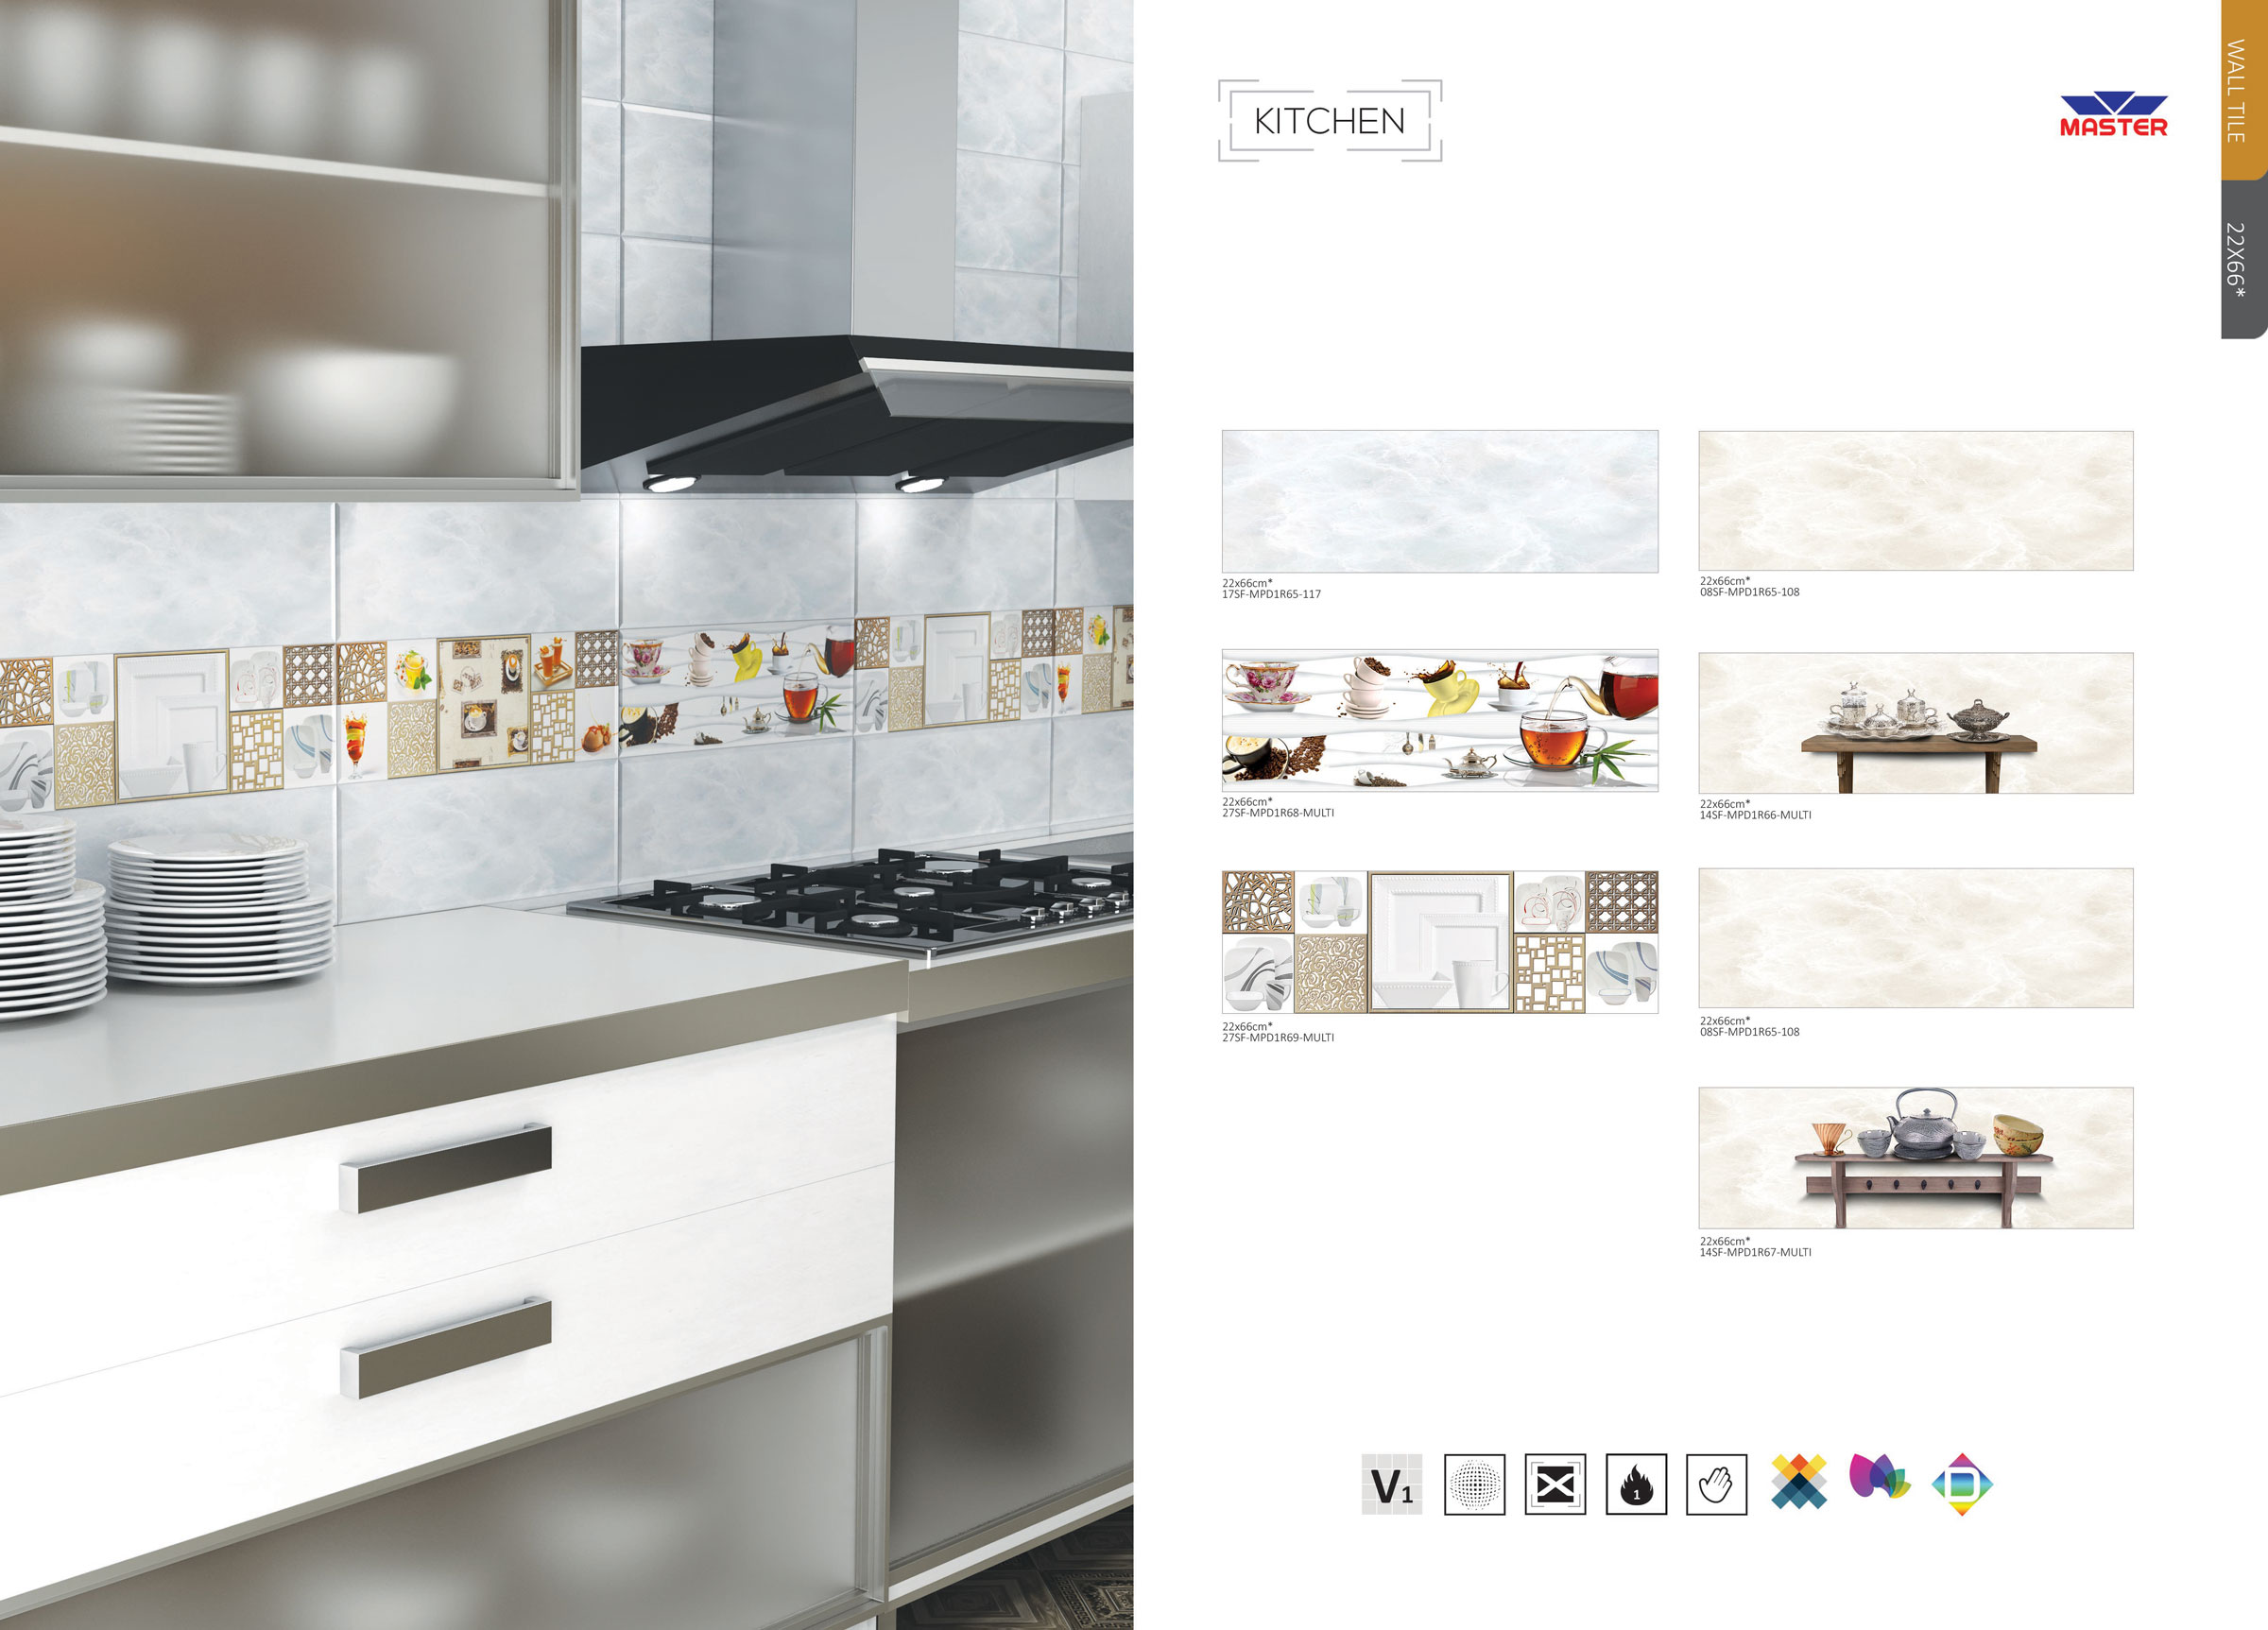 KITCHEN
MASTER
WALL TILE
22X66*
22x66cm*
17SF-MPD1R65-117
22x66cm*
08SF-MPD1R65-108
22x66cm*
27SF-MPD1R68-MULTI
22x66cm*
14SF-MPD1R66-MULTI
22x66cm*
27SF-MPD1R69-MULTI
22x66cm*
08SF-MPD1R65-108
22x66cm*
14SF-MPD1R67-MULTI
V1
1
D